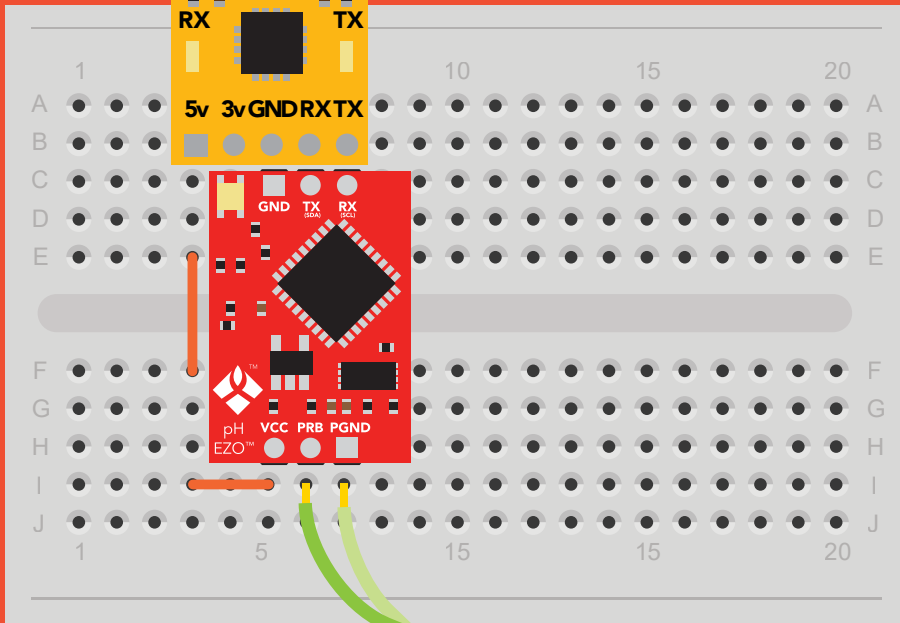 RX TX
1 10 15 20
5v 3v GND RX TX
A A
B B
C C
GND TX RX
(SDA) (SCL)
D D
E E
F F
™
G G
VCC PRB PGND
pH
EZO™
H H
I I
J J
1 5 15 15 20